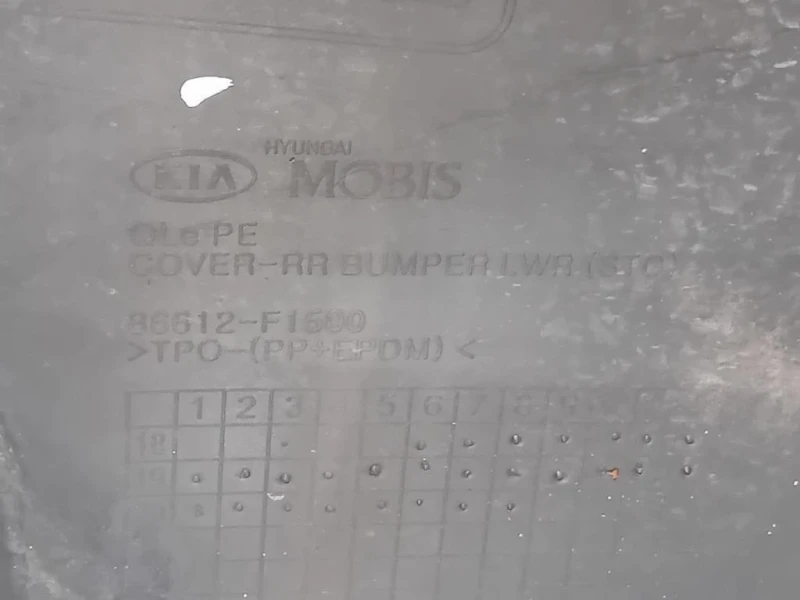 HYUNDAI
KIA MOBIS
QLe PE
COVER-RR BUMPER LWR (STC)
86612-F1500
>TPO-(PP+EPDM)<
1 2 3 5 6 7 8 9
18
19